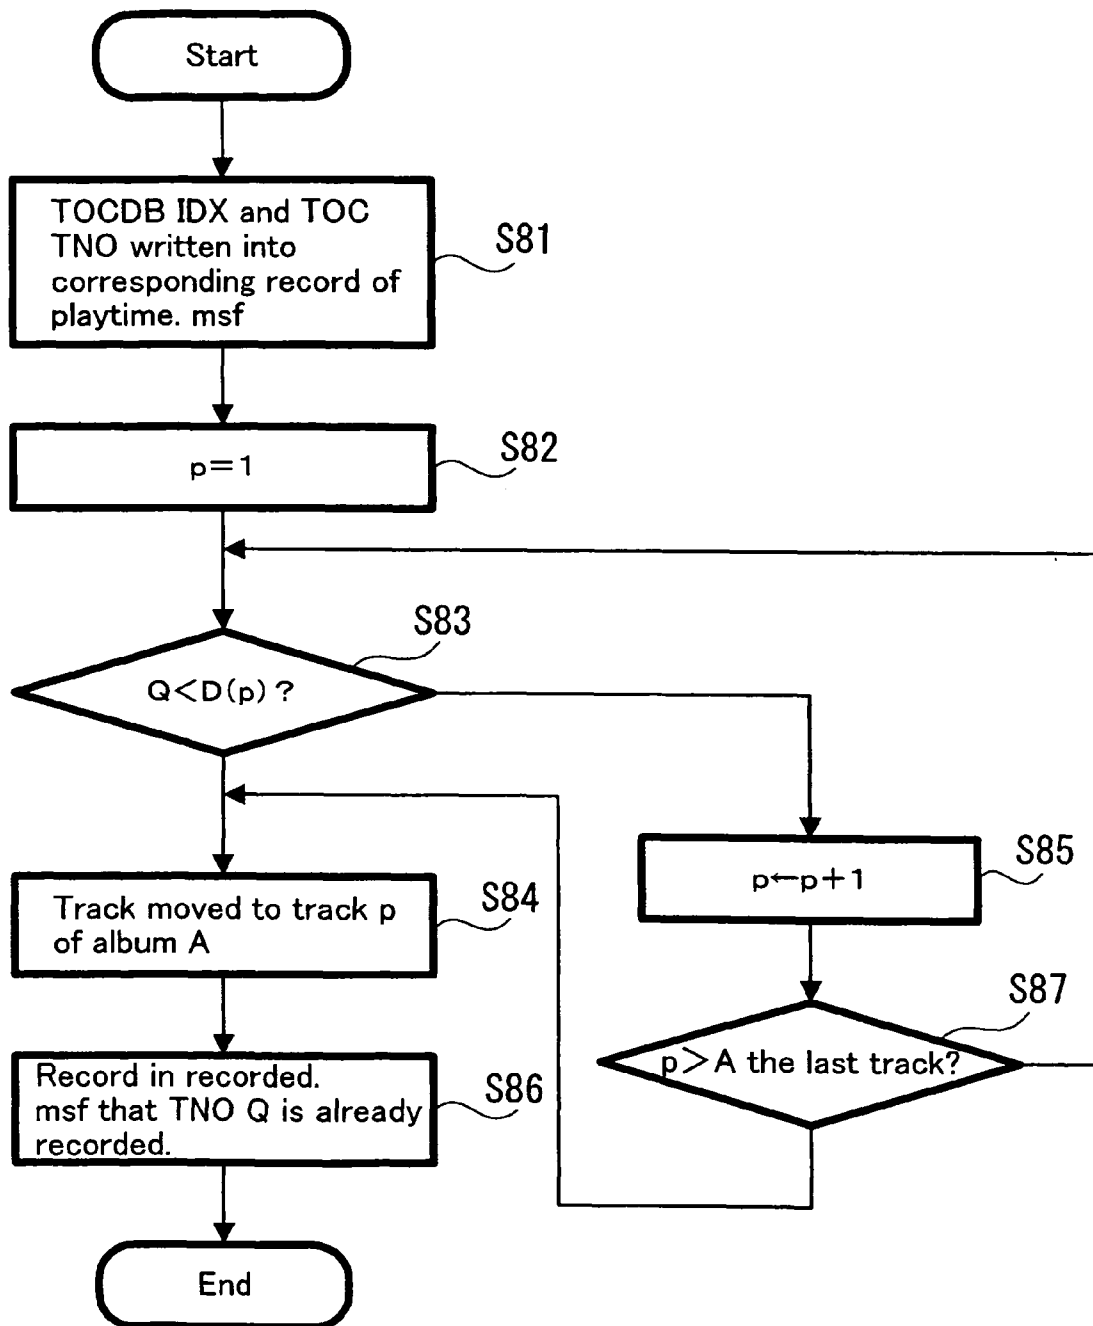 Start
TOCDB IDX and TOC
TNO written into
corresponding record of
playtime. msf
S81
p=1
S82
S83
Q<D(p)?
p←p+1
S85
Track moved to track p
of album A
S84
S87
p>A the last track?
Record in recorded.
msf that TNO Q is already
recorded.
S86
End